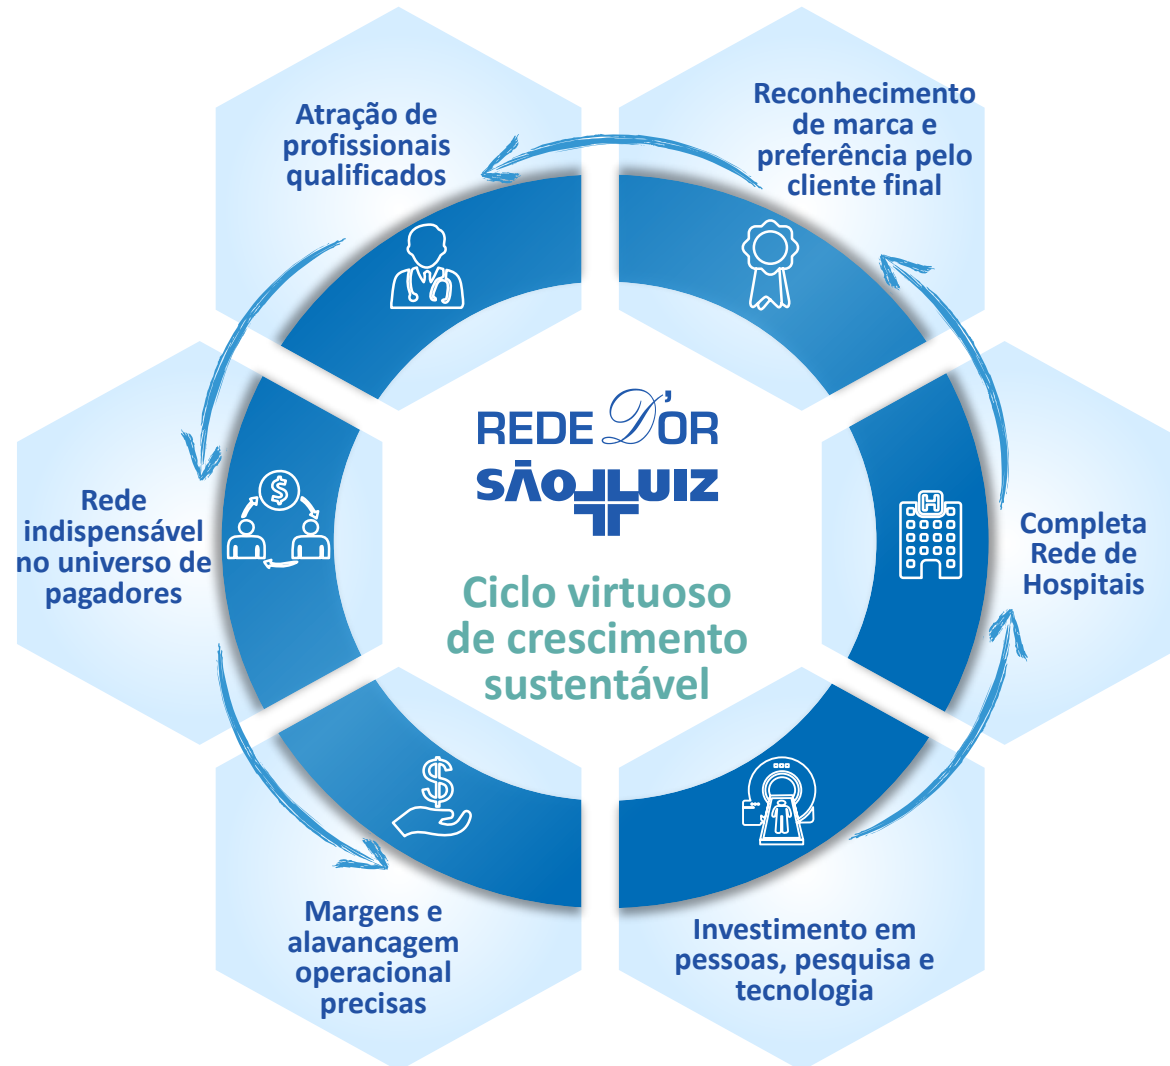 Atração de
profissionais
qualificados
Reconhecimento
de marca e
preferência pelo
cliente final
Rede
indispensável
no universo de
pagadores
$
REDE D'OR
SÃO LUIZ
Ciclo virtuoso
de crescimento
sustentável
H
Completa
Rede de
Hospitais
$
Margens e
alavancagem
operacional
precisas
Investimento em
pessoas, pesquisa e
tecnologia